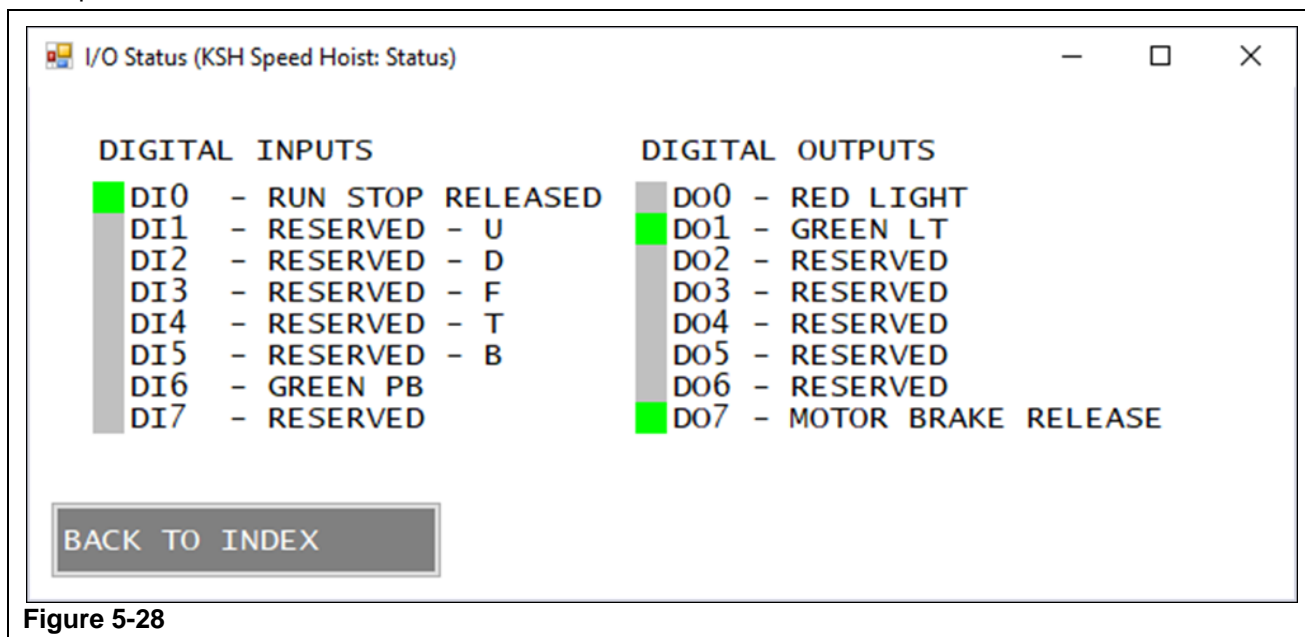 I/O Status (KSH Speed Hoist: Status)
DIGITAL INPUTS
DI0 - RUN STOP RELEASED
DI1 - RESERVED - U
DI2 - RESERVED - D
DI3 - RESERVED - F
DI4 - RESERVED - T
DI5 - RESERVED - B
DI6 - GREEN PB
DI7 - RESERVED
DIGITAL OUTPUTS
DO0 - RED LIGHT
DO1 - GREEN LT
DO2 - RESERVED
DO3 - RESERVED
DO4 - RESERVED
DO5 - RESERVED
DO6 - RESERVED
DO7 - MOTOR BRAKE RELEASE
BACK TO INDEX
Figure 5-28